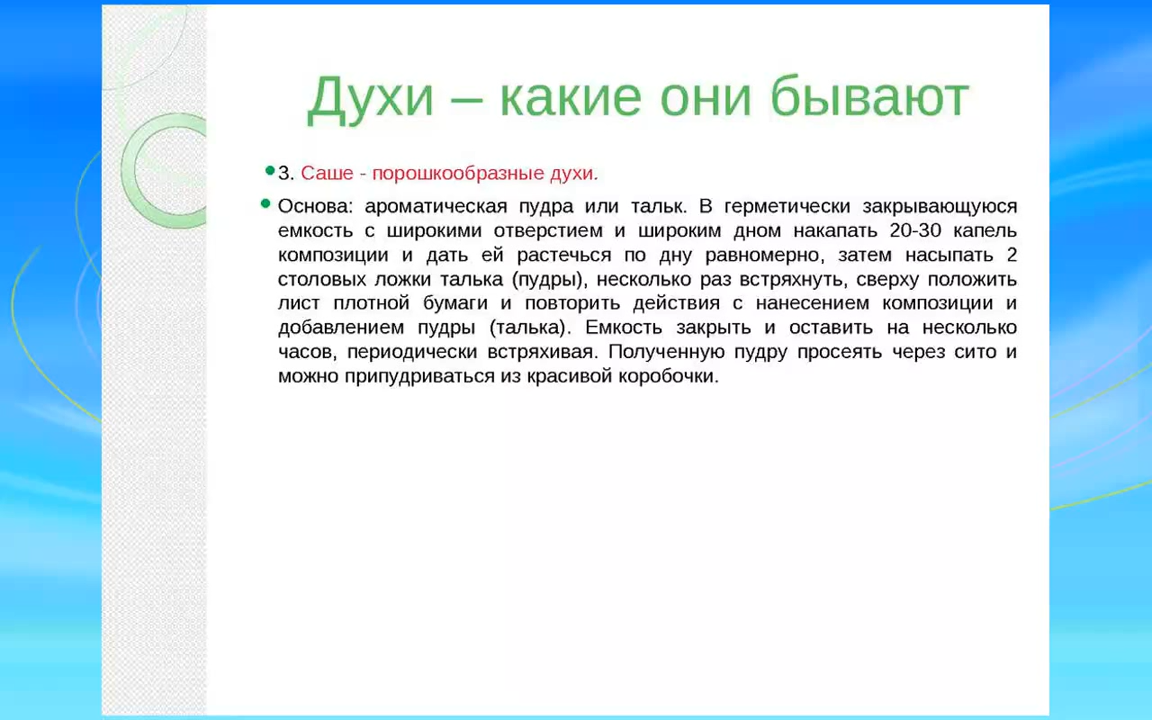 Духи – какие они бывают
3. Саше - порошкообразные духи.
Основа: ароматическая пудра или тальк. В герметически закрывающуюся
емкость с широкими отверстием и широким дном накапать 20-30 капель
композиции и дать ей растечься по дну равномерно, затем насыпать 2
столовых ложки талька (пудры), несколько раз встряхнуть, сверху положить
лист плотной бумаги и повторить действия с нанесением композиции и
добавлением пудры (талька). Емкость закрыть и оставить на несколько
часов, периодически встряхивая. Полученную пудру просеять через сито и
можно припудриваться из красивой коробочки.